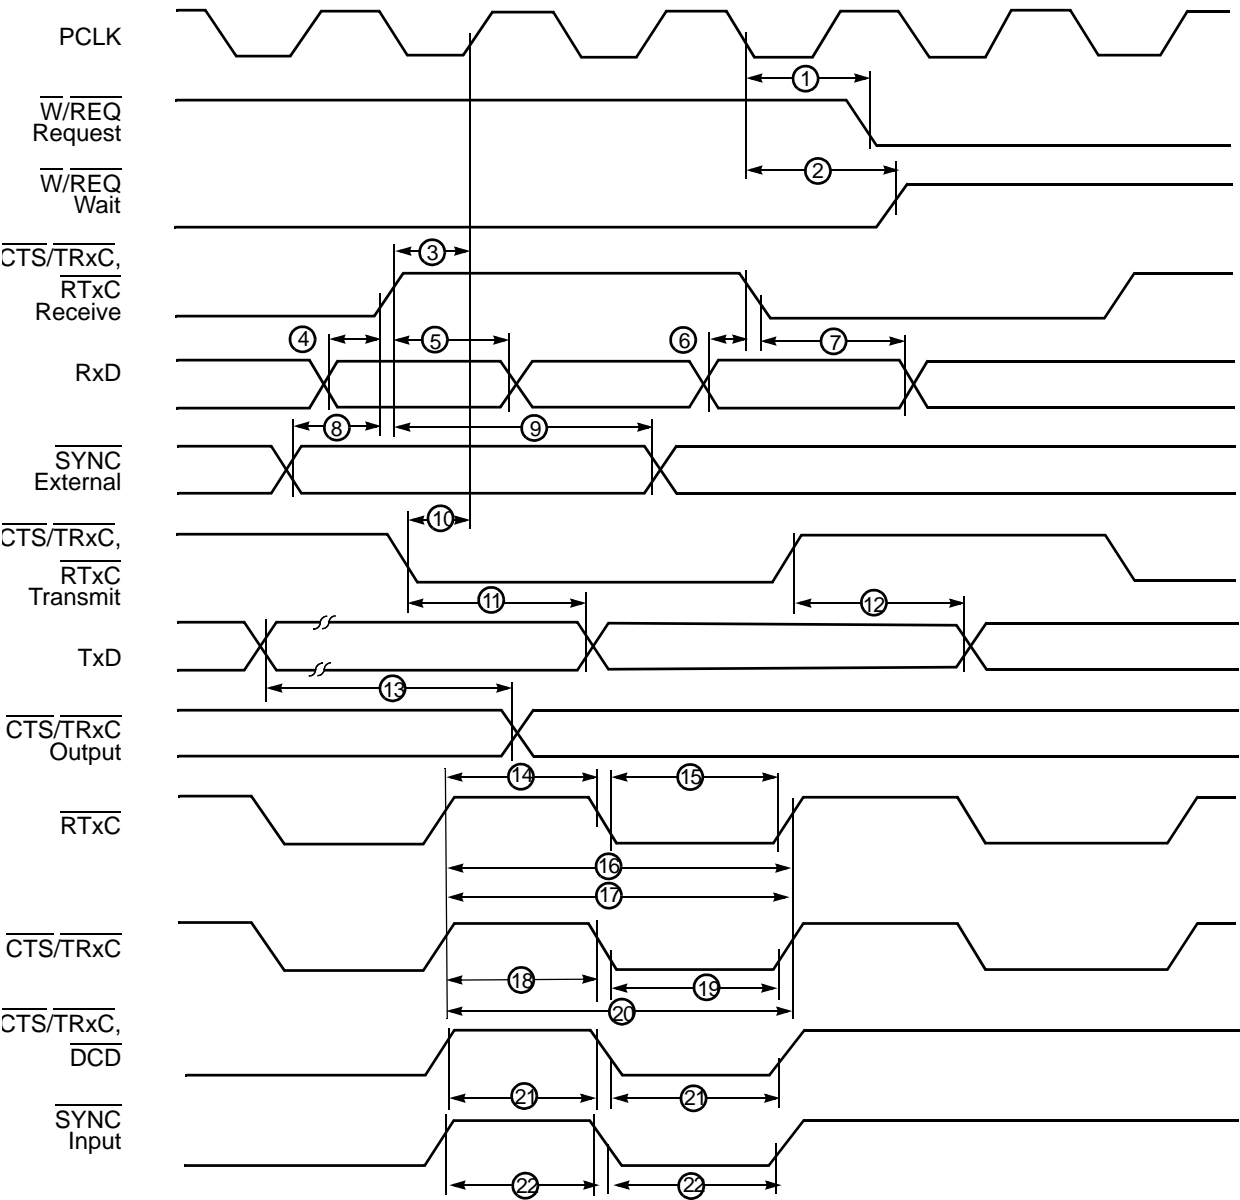 PCLK
1
W/REQ
Request
2
W/REQ
Wait
3
CTS/TRxC,
RTxC
Receive
4 5 6 7
RxD
8 9
SYNC
External
10
CTS/TRxC,
RTxC
Transmit
11 12
TxD
13
CTS/TRxC
Output
14 15
RTxC
16
17
CTS/TRxC
18 19
20
CTS/TRxC,
DCD
21 21
SYNC
Input
22 22